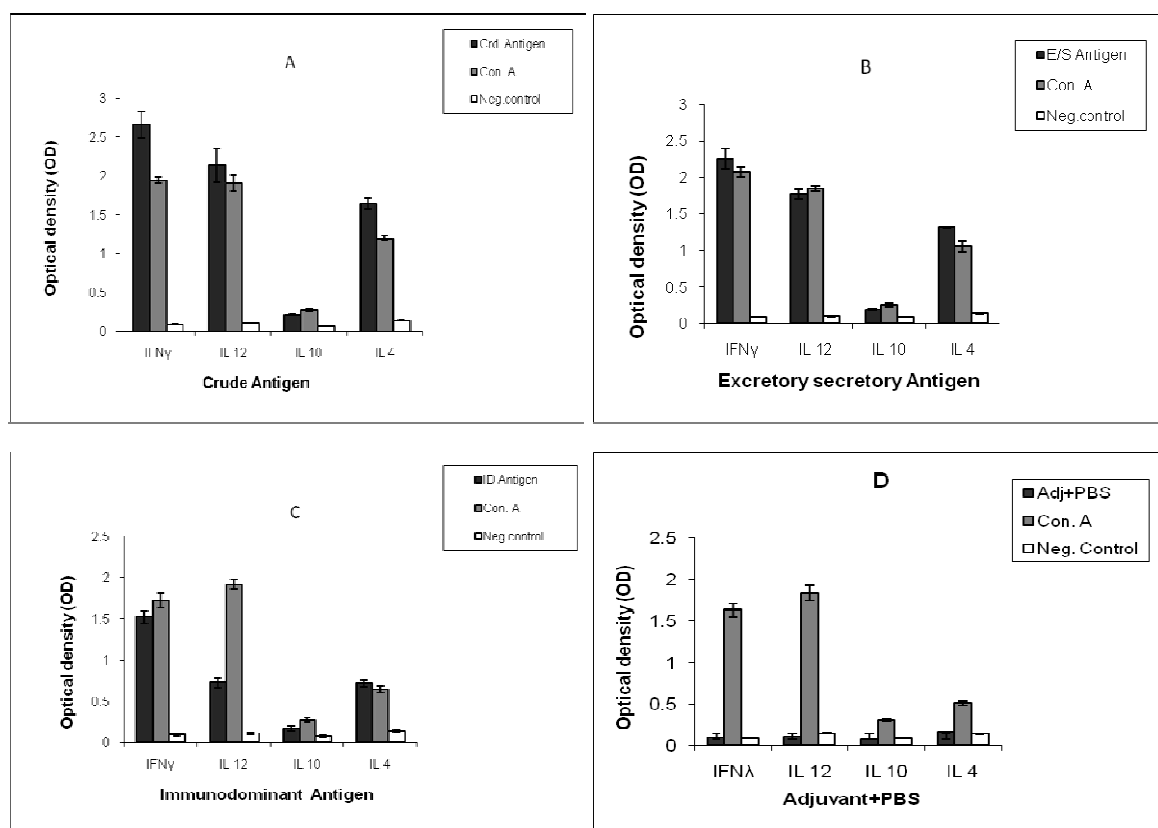 A
Crd. Antigen
Con. A
Neg.control
Optical density (OD)
3
2.5
2
1.5
1
0.5
0
IFNγ IL 12 IL 10 IL 4
Crude Antigen
B
E/S Antigen
Con. A
Neg.control
Optical density (OD)
3
2.5
2
1.5
1
0.5
0
IFNγ IL 12 IL 10 IL 4
Excretory secretory Antigen
C
ID.Antigen
Con. A
Neg.control
Optical density (OD)
2.5
2
1.5
1
0.5
0
IFNγ IL 12 IL 10 IL 4
Immunodominant Antigen
D
Adj+PBS
Con. A
Neg. Control
Optical density (OD)
2.5
2
1.5
1
0.5
0
IFNλ IL 12 IL 10 IL 4
Adjuvant+PBS